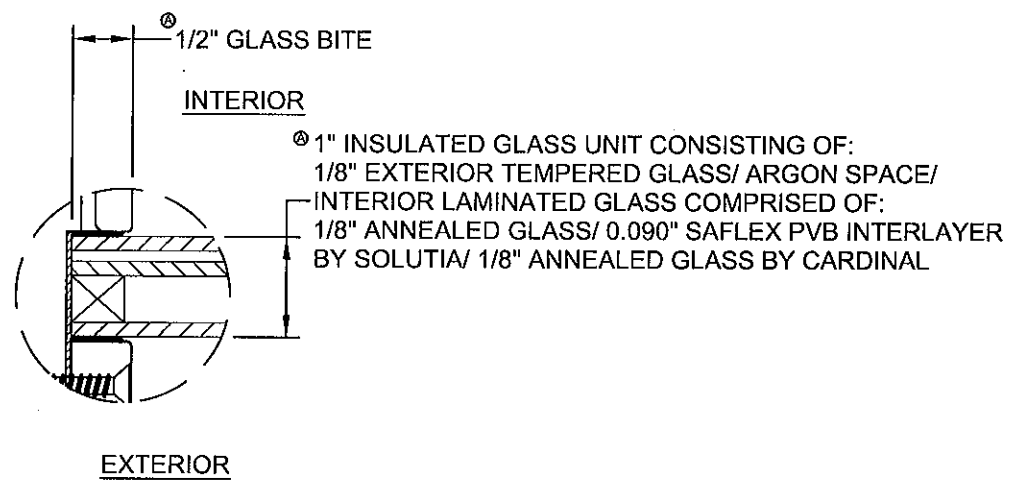 Ⓐ 1/2" GLASS BITE
INTERIOR
Ⓐ 1" INSULATED GLASS UNIT CONSISTING OF:
1/8" EXTERIOR TEMPERED GLASS/ ARGON SPACE/
INTERIOR LAMINATED GLASS COMPRISED OF:
1/8" ANNEALED GLASS/ 0.090" SAFLEX PVB INTERLAYER
BY SOLUTIA/ 1/8" ANNEALED GLASS BY CARDINAL
EXTERIOR